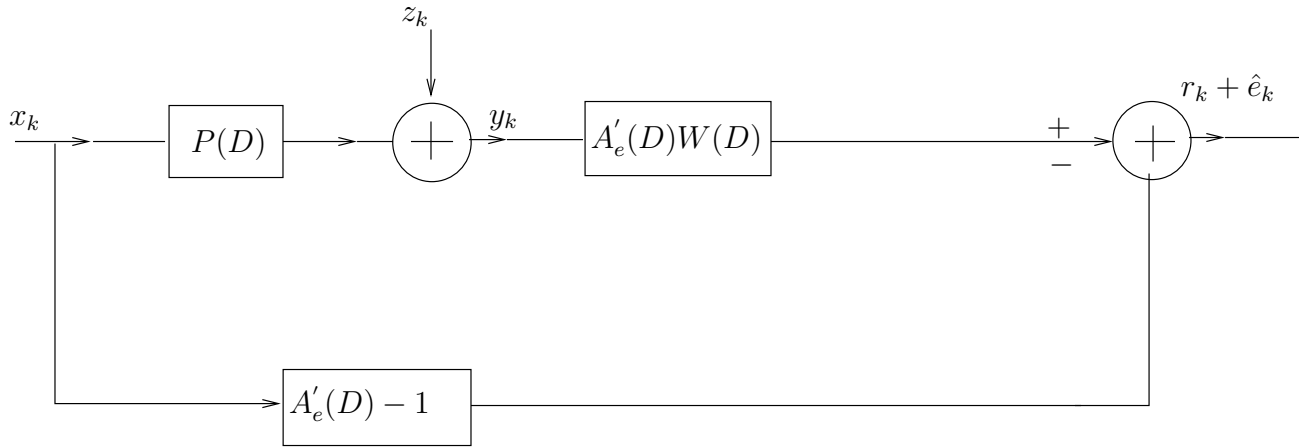 z_k
x_k
P(D)
+
y_k
A'_e(D)W(D)
+
−
+
r_k + ê_k
A'_e(D) − 1